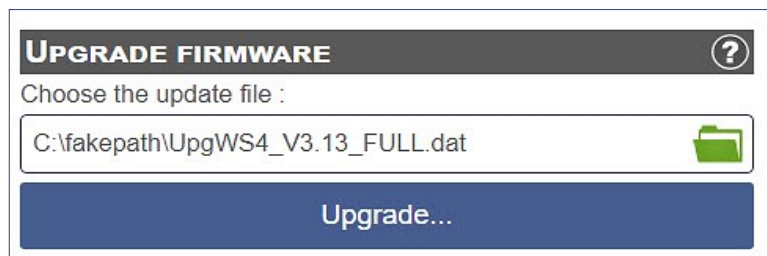 UPGRADE FIRMWARE ?
Choose the update file :
C:\fakepath\UpgWS4_V3.13_FULL.dat
Upgrade...